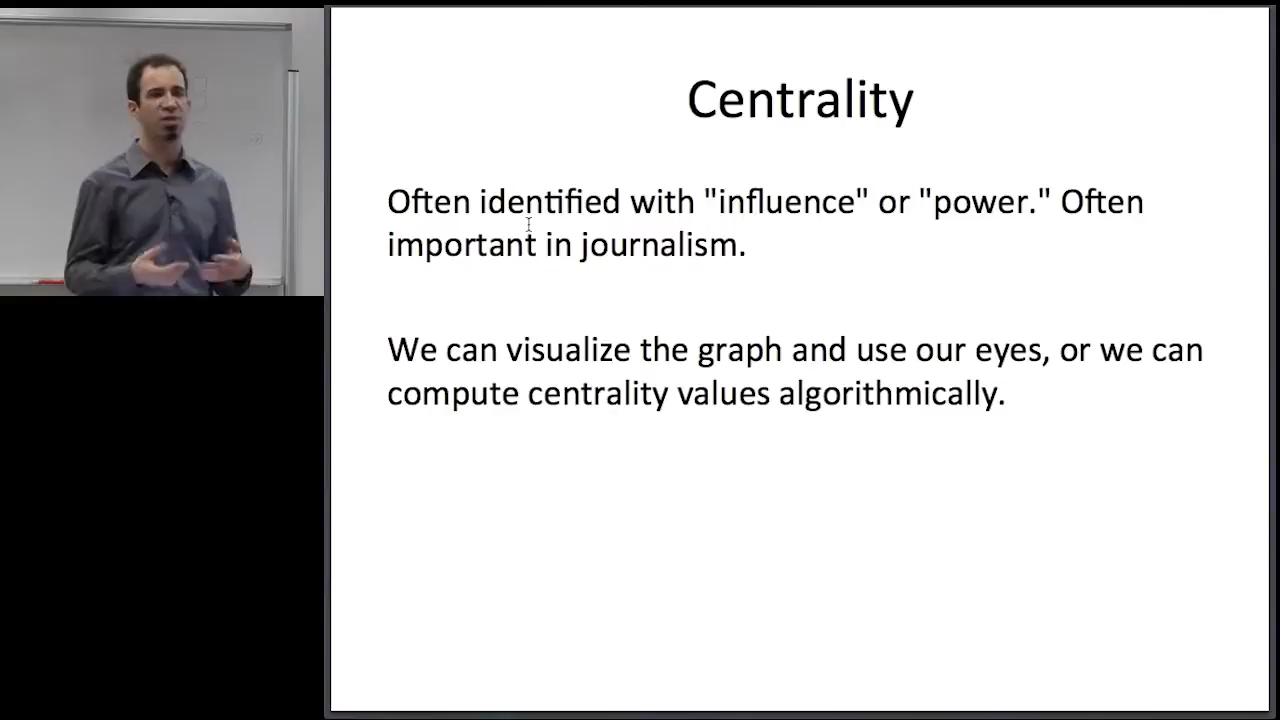 Centrality
Often identified with "influence" or "power." Often
important in journalism.
We can visualize the graph and use our eyes, or we can
compute centrality values algorithmically.